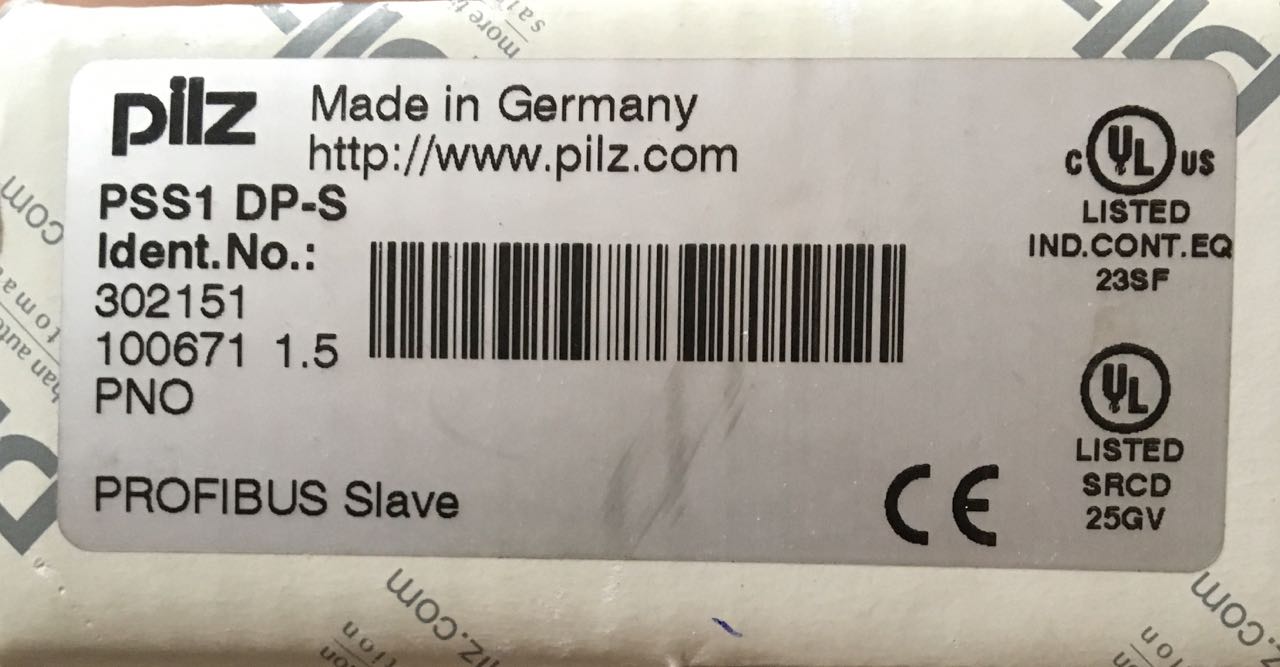 pilz
Made in Germany
http://www.pilz.com
PSS1 DP-S
Ident.No.:
302151
100671 1.5
PNO
PROFIBUS Slave
C UL US
LISTED
IND.CONT.EQ
23SF
UL
LISTED
SRCD
25GV
CE
more